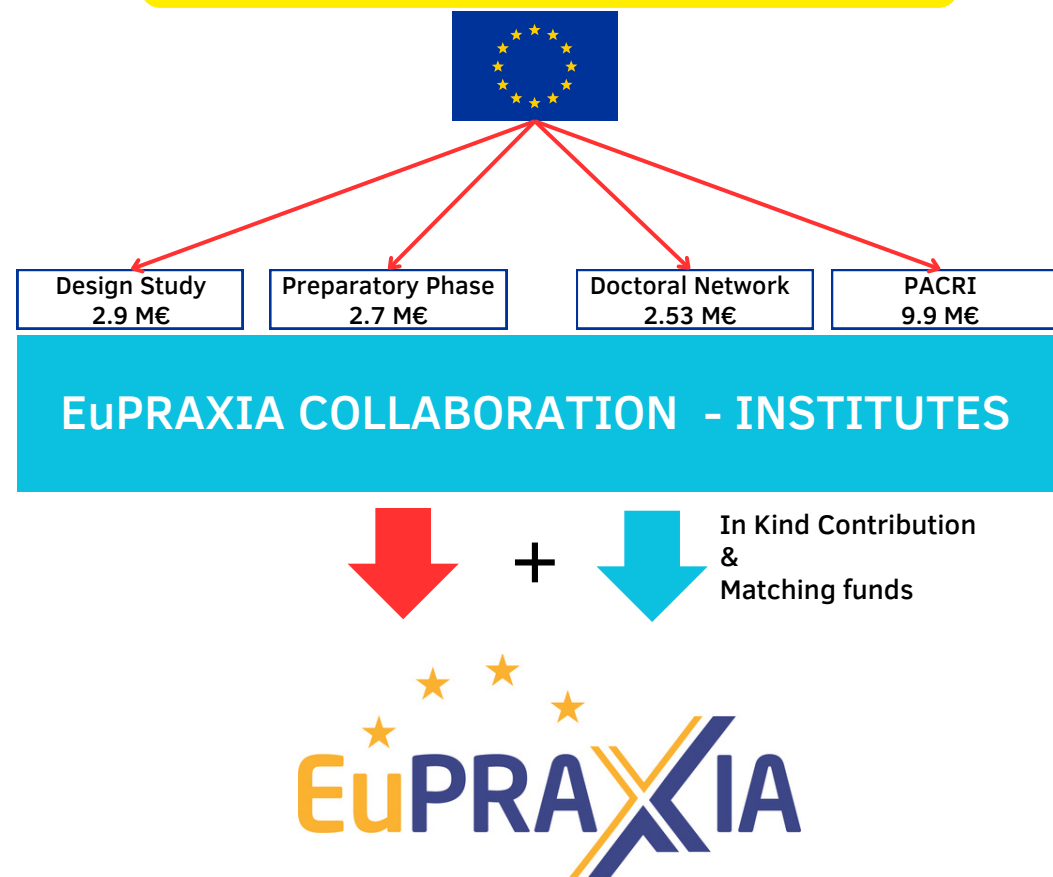 Design Study
2.9 M€
Preparatory Phase
2.7 M€
Doctoral Network
2.53 M€
PACRI
9.9 M€
EuPRAXIA COLLABORATION - INSTITUTES
+
In Kind Contribution
&
Matching funds
EuPRAXIA